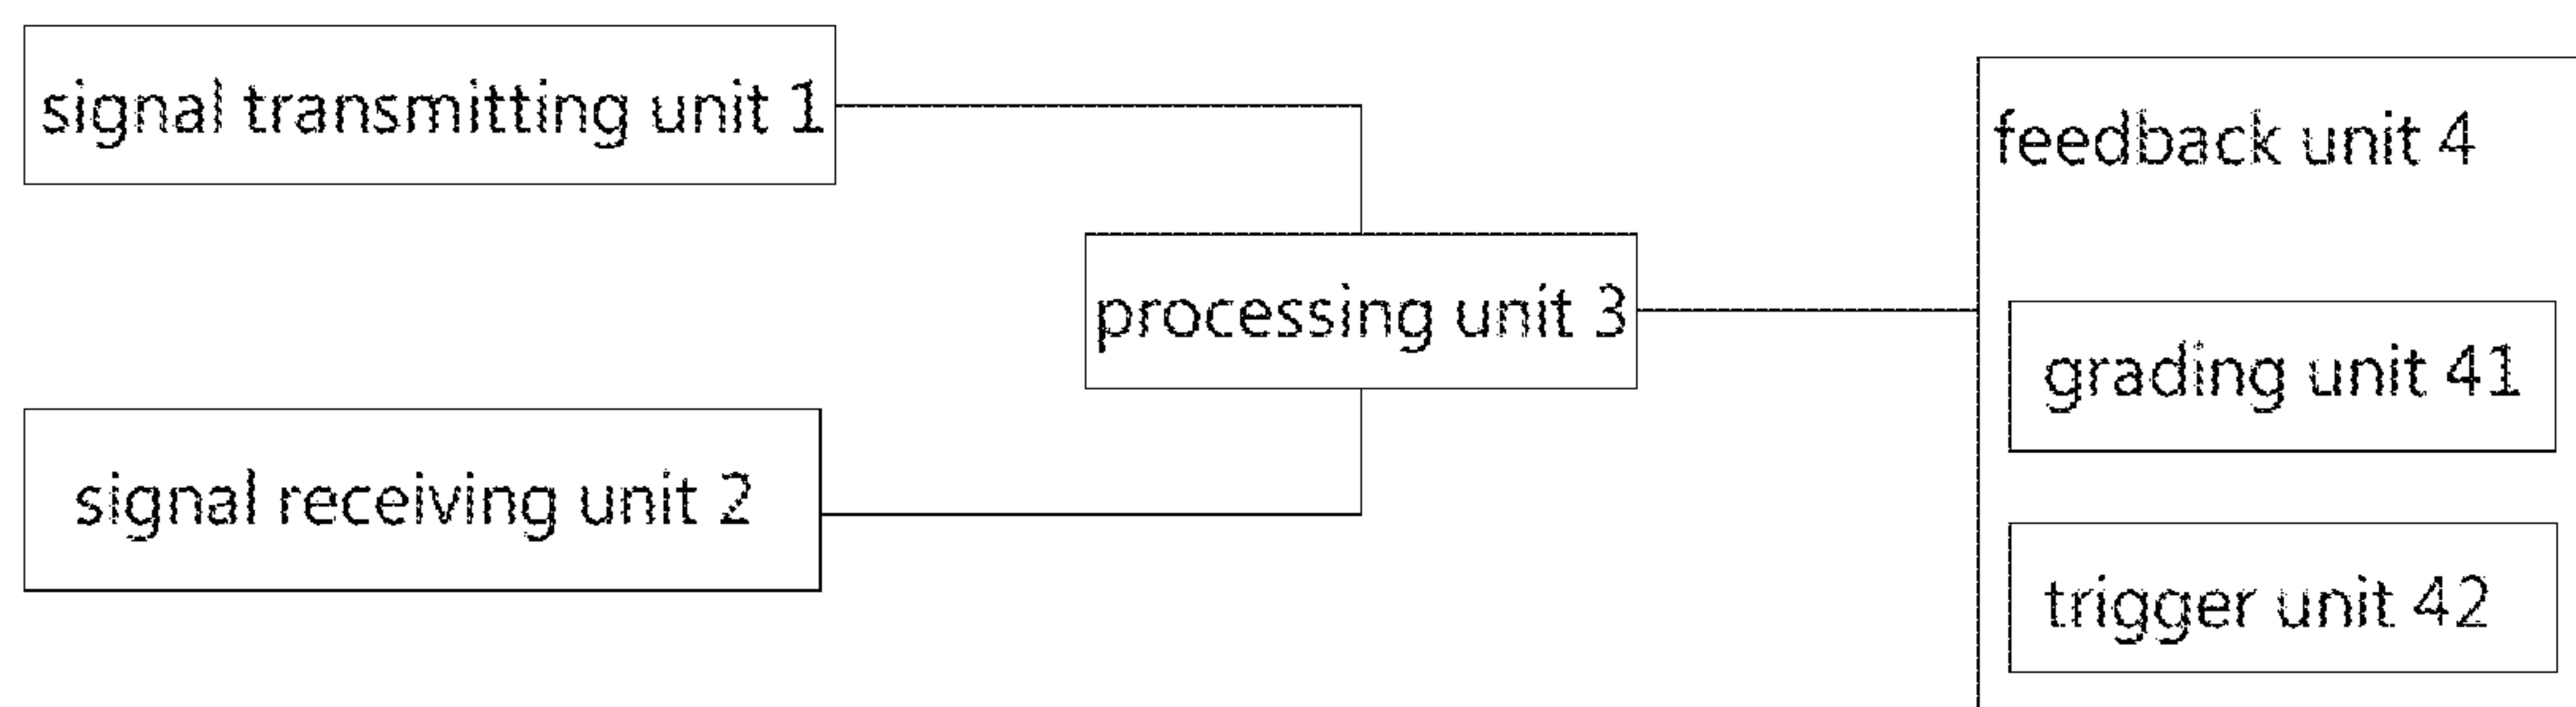 signal transmitting unit 1
feedback unit 4
processing unit 3
grading unit 41
signal receiving unit 2
trigger unit 42